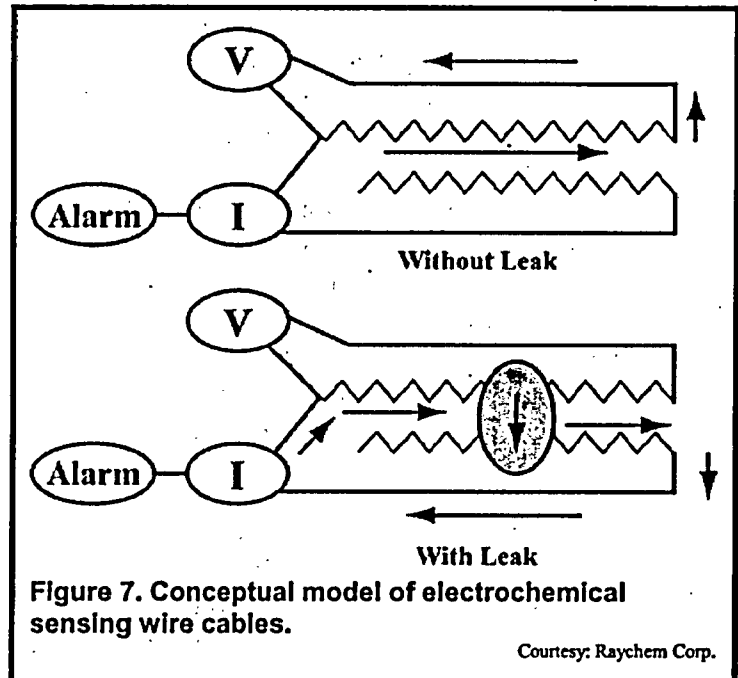 V
Alarm
I
Without Leak
V
Alarm
I
With Leak
Figure 7. Conceptual model of electrochemical
sensing wire cables.
Courtesy: Raychem Corp.